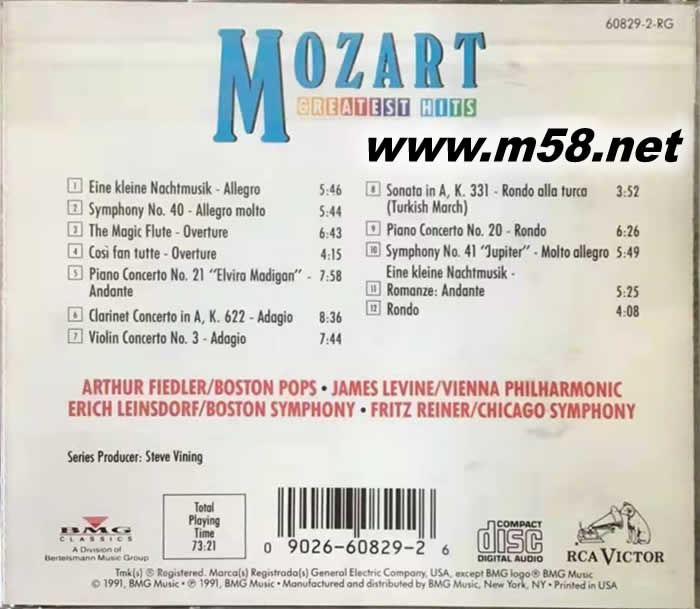 60829-2-RG
MOZART
GREATEST HITS
www.m58.net
1 Eine kleine Nachtmusik - Allegro 5:46
2 Symphony No. 40 - Allegro molto 5:44
3 The Magic Flute - Overture 6:43
4 Così fan tutte - Overture 4:15
5 Piano Concerto No. 21 "Elvira Madigan" - 7:58
Andante
6 Clarinet Concerto in A, K. 622 - Adagio 8:36
7 Violin Concerto No. 3 - Adagio 7:44
8 Sonata in A, K. 331 - Rondo alla turca 3:52
(Turkish March)
9 Piano Concerto No. 20 - Rondo 6:26
10 Symphony No. 41 "Jupiter" - Molto allegro 5:49
Eine kleine Nachtmusik -
11 Romanze: Andante 5:25
12 Rondo 4:08
ARTHUR FIEDLER/BOSTON POPS • JAMES LEVINE/VIENNA PHILHARMONIC
ERICH LEINSDORF/BOSTON SYMPHONY • FRITZ REINER/CHICAGO SYMPHONY
Series Producer: Steve Vining
BMG
CLASSICS
A Division of
Bertelsmann Music Group
Total
Playing
Time
73:21
0 9026-60829-2 6
COMPACT
disc
DIGITAL AUDIO
RCA VICTOR
Tmk(s) ® Registered. Marca(s) Registrada(s) General Electric Company, USA, except BMG logo ® BMG Music
© 1991, BMG Music • ℗ 1991, BMG Music • Manufactured and distributed by BMG Music, New York, NY • Printed in USA